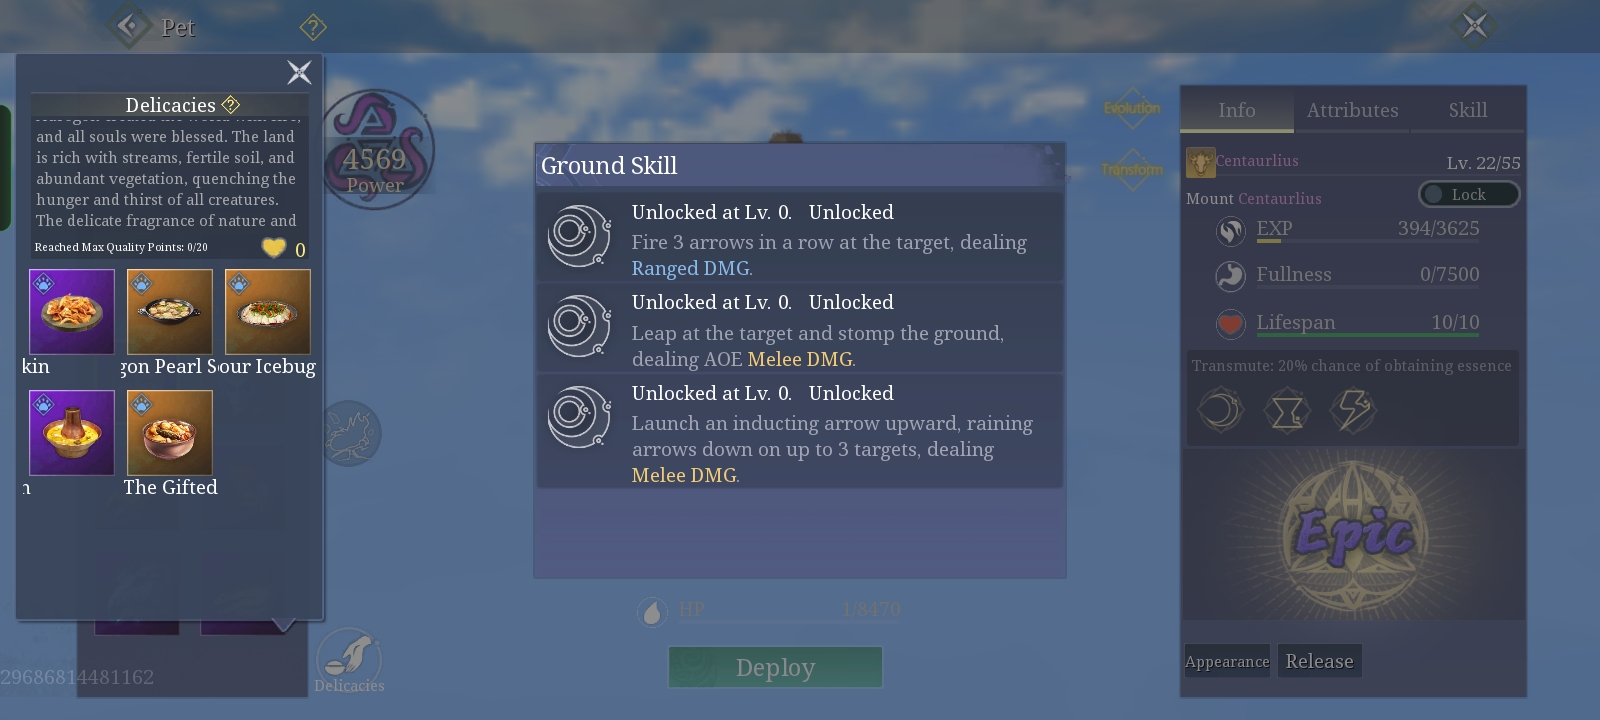 Pet
?
Delicacies ?
and all souls were blessed. The land
is rich with streams, fertile soil, and
abundant vegetation, quenching the
hunger and thirst of all creatures.
The delicate fragrance of nature and
Reached Max Quality Points: 0/20
0
kin
gon Pearl S
our Icebug
n
The Gifted
29686814481162
4569
Power
Delicacies
Ground Skill
Unlocked at Lv. 0. Unlocked
Fire 3 arrows in a row at the target, dealing
Ranged DMG.
Unlocked at Lv. 0. Unlocked
Leap at the target and stomp the ground,
dealing AOE Melee DMG.
Unlocked at Lv. 0. Unlocked
Launch an inducting arrow upward, raining
arrows down on up to 3 targets, dealing
Melee DMG.
HP 1/8470
Deploy
Evolution
Transform
Info
Attributes
Skill
Centaurlius
Lv. 22/55
Mount Centaurlius
Lock
EXP 394/3625
Fullness 0/7500
Lifespan 10/10
Transmute: 20% chance of obtaining essence
Epic
Appearance
Release